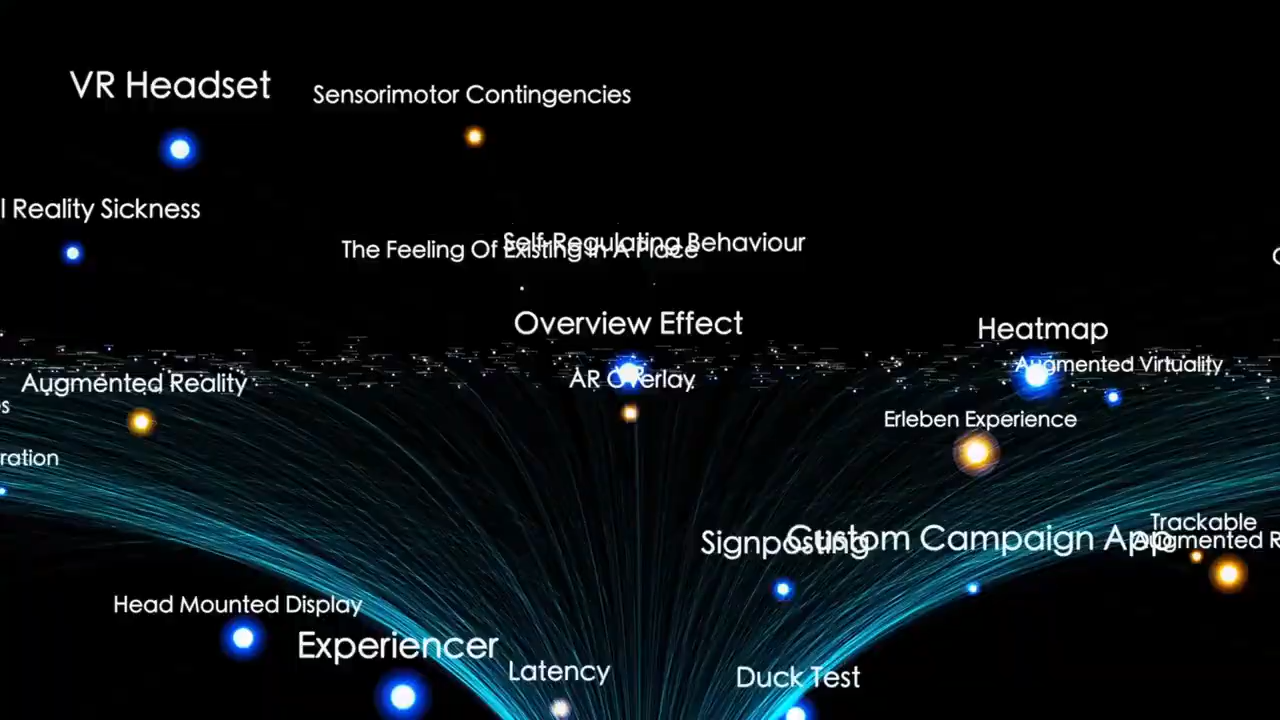 VR Headset
Sensorimotor Contingencies
l Reality Sickness
Self-Regulating Behaviour
The Feeling Of Existing In A Place
Overview Effect
Heatmap
Augmented Virtuality
AR Overlay
Augmented Reality
Erleben Experience
ration
Trackable
Signposting
Custom Campaign App
Augmented R
Head Mounted Display
Experiencer
Latency
Duck Test